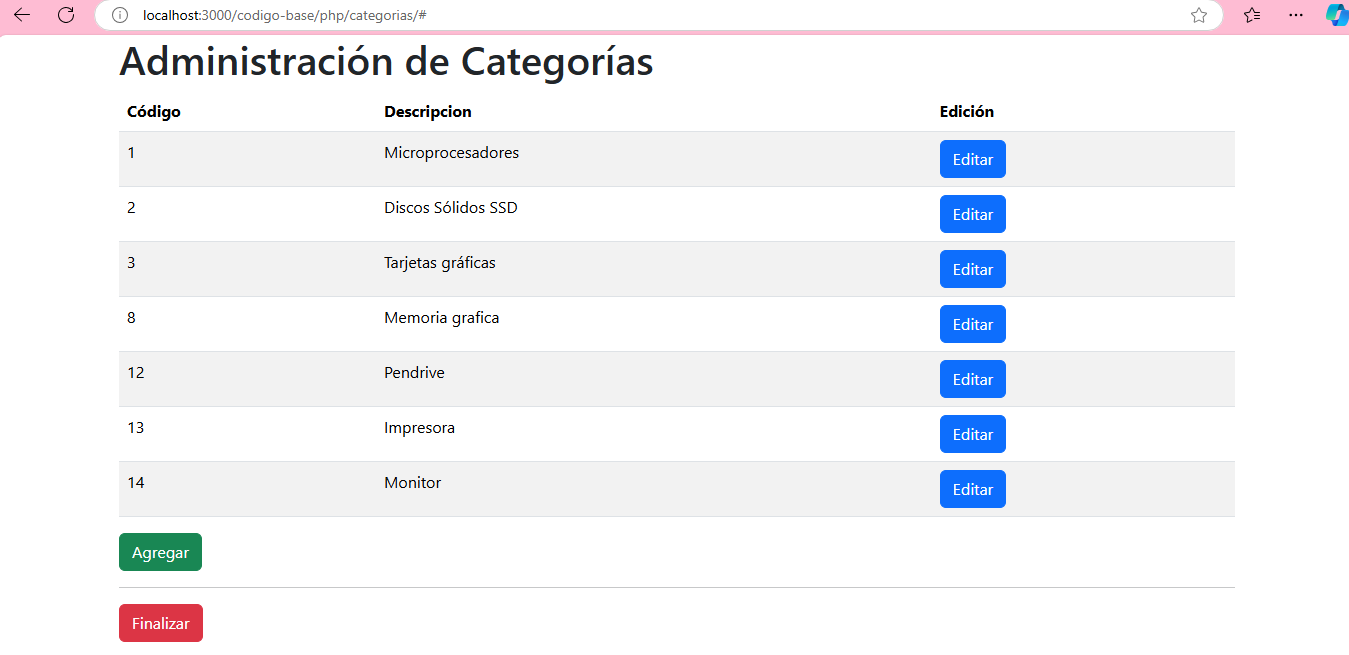 localhost:3000/codigo-base/php/categorias/#
Administración de Categorías
Código Descripcion Edición
1 Microprocesadores Editar
2 Discos Sólidos SSD Editar
3 Tarjetas gráficas Editar
8 Memoria grafica Editar
12 Pendrive Editar
13 Impresora Editar
14 Monitor Editar
Agregar
Finalizar